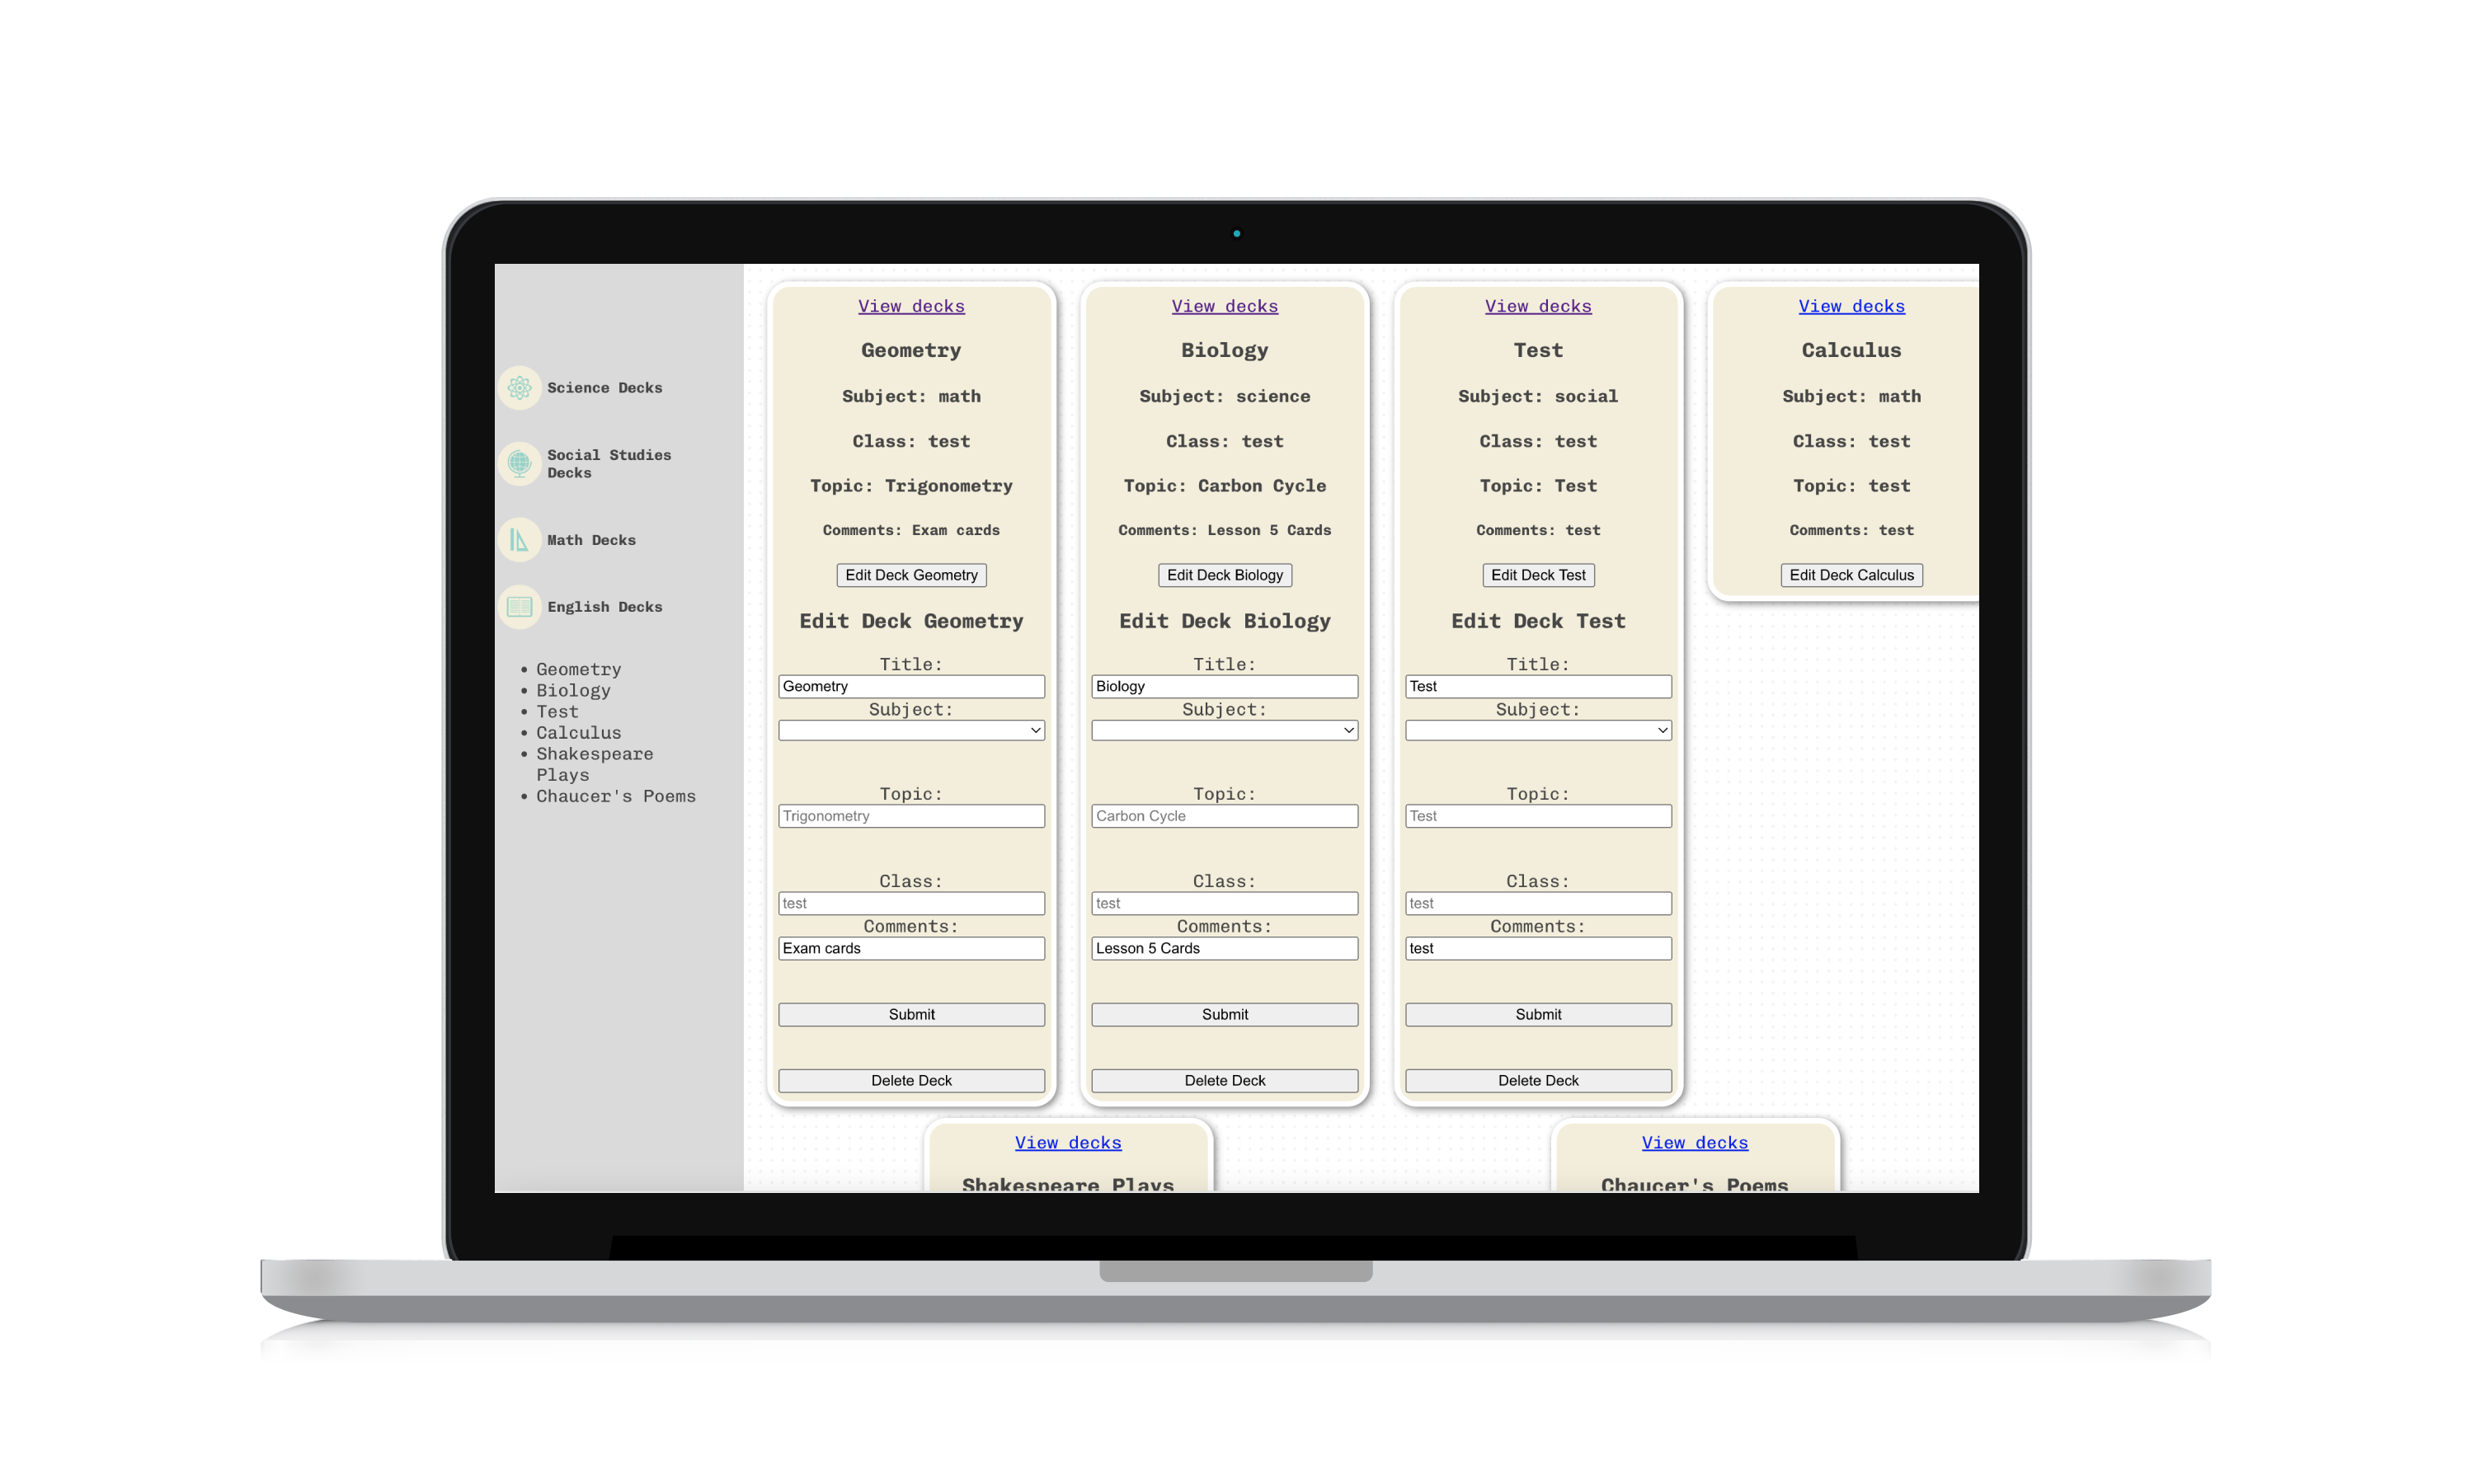 Science Decks
Social Studies
Decks
Math Decks
English Decks
• Geometry
• Biology
• Test
• Calculus
• Shakespeare
Plays
• Chaucer's Poems
View decks
Geometry
Subject: math
Class: test
Topic: Trigonometry
Comments: Exam cards
Edit Deck Geometry
Edit Deck Geometry
Title:
Geometry
Subject:
Topic:
Trigonometry
Class:
test
Comments:
Exam cards
Submit
Delete Deck
View decks
Biology
Subject: science
Class: test
Topic: Carbon Cycle
Comments: Lesson 5 Cards
Edit Deck Biology
Edit Deck Biology
Title:
Biology
Subject:
Topic:
Carbon Cycle
Class:
test
Comments:
Lesson 5 Cards
Submit
Delete Deck
View decks
Test
Subject: social
Class: test
Topic: Test
Comments: test
Edit Deck Test
Edit Deck Test
Title:
Test
Subject:
Topic:
Test
Class:
test
Comments:
test
Submit
Delete Deck
View decks
Calculus
Subject: math
Class: test
Topic: test
Comments: test
Edit Deck Calculus
View decks
Shakespeare Plays
View decks
Chaucer's Poems